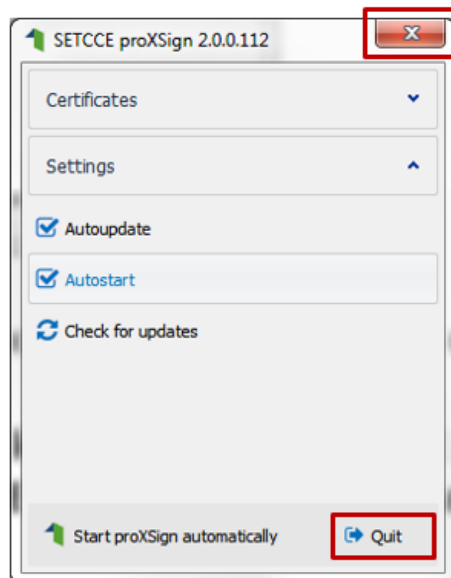 SETCCE proXSign 2.0.0.112
Certificates
Settings
Autoupdate
Autostart
Check for updates
Start proXSign automatically Quit